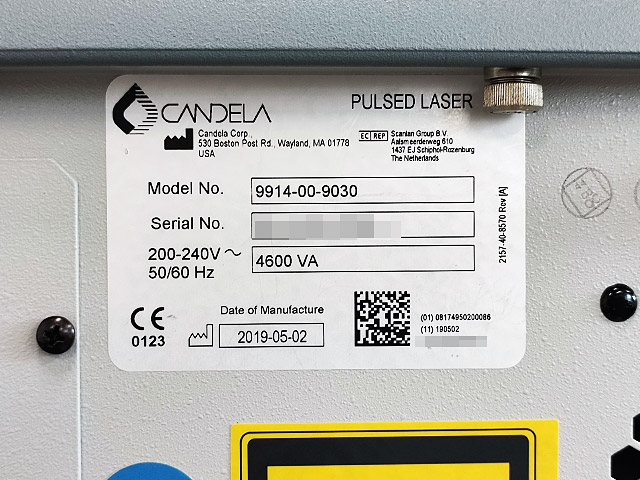 CANDELA
PULSED LASER
Candela Corp.
530 Boston Post Rd., Wayland, MA 01778
USA
EC REP
Scanlan Group B.V.
Aalsmeerderweg 610
1437 EJ Schiphol-Rozenburg
The Netherlands
Model No. 9914-00-9030
Serial No.
200-240V ~ 4600 VA
50/60 Hz
2157-40-8570 Rev [A]
CE
0123
Date of Manufacture
2019-05-02
(01) 08174950200086
(11) 190502